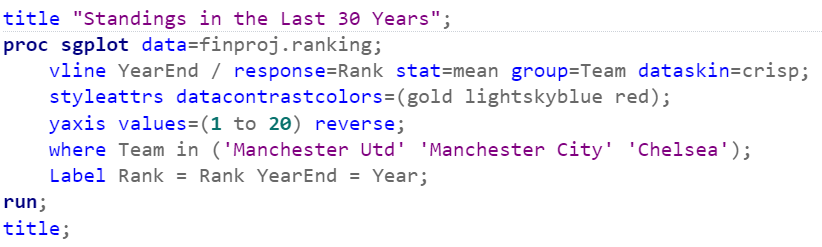 title "Standings in the Last 30 Years";
proc sgplot data=finproj.ranking;
    vline YearEnd / response=Rank stat=mean group=Team dataskin=crisp;
    styleattrs datacontrastcolors=(gold lightskyblue red);
    yaxis values=(1 to 20) reverse;
    where Team in ('Manchester Utd' 'Manchester City' 'Chelsea');
    Label Rank = Rank YearEnd = Year;
run;
title;